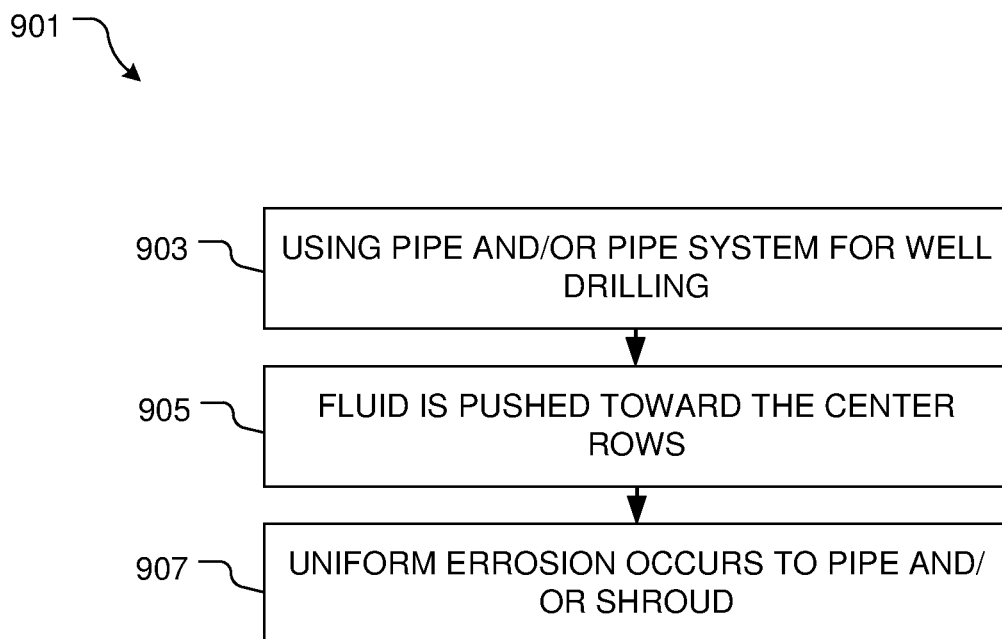 901
903
USING PIPE AND/OR PIPE SYSTEM FOR WELL
DRILLING
905
FLUID IS PUSHED TOWARD THE CENTER
ROWS
907
UNIFORM ERROSION OCCURS TO PIPE AND/
OR SHROUD